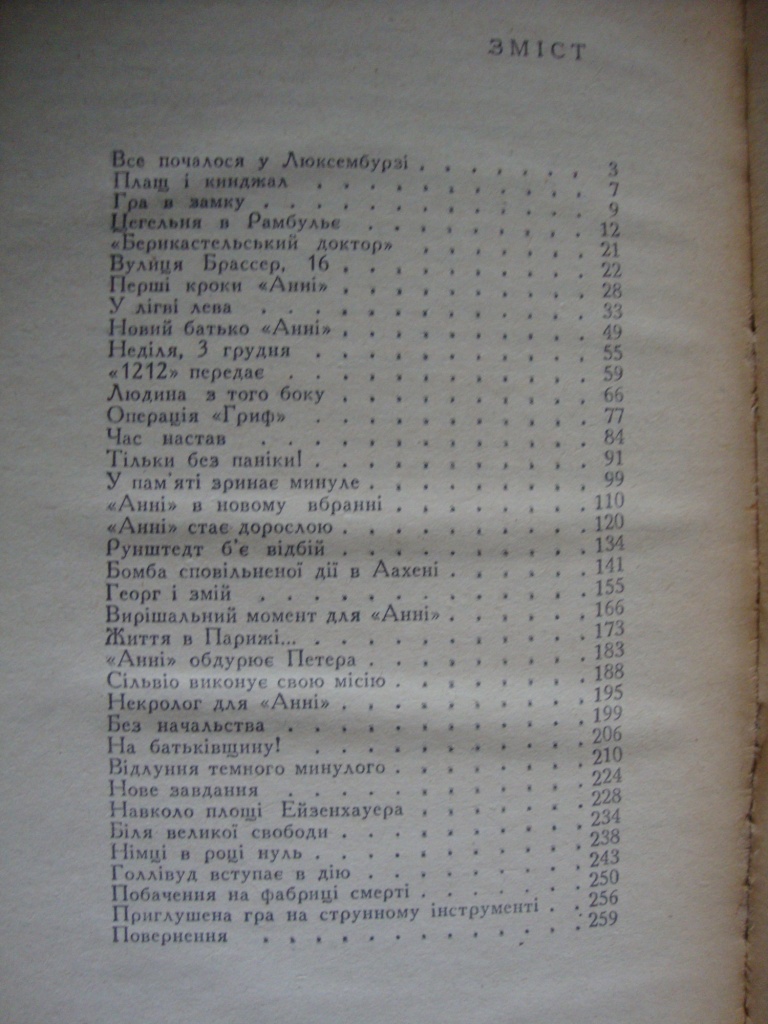 ЗМІСТ
Все почалося у Люксембурзі . . . . . . 3
Плащ і кинджал . . . . . . . . . 7
Гра в замку . . . . . . . . . . 9
Цегельня в Рамбульє . . . . . . . 12
«Бернкастельський доктор» . . . . . . 21
Вулиця Брассер, 16 . . . . . . . . 22
Перші кроки «Анні» . . . . . . . . 28
У лігві лева . . . . . . . . . . 33
Новий батько «Анні» . . . . . . . . 49
Неділя, 3 грудня . . . . . . . . . 55
«1212» передає . . . . . . . . . . 59
Людина з того боку . . . . . . . . 66
Операція «Гриф» . . . . . . . . . 77
Час настав . . . . . . . . . . 84
Тільки без паніки! . . . . . . . . 91
У пам'яті зринає минуле . . . . . . . 99
«Анні» в новому вбранні . . . . . . 110
«Анні» стає дорослою . . . . . . . 120
Рунштедт б'є відбій . . . . . . . . 134
Бомба сповільненої дії в Аахені . . . . . 141
Георг і змій . . . . . . . . . . 155
Вирішальний момент для «Анні» . . . . . 166
Життя в Парижі... . . . . . . . . 173
«Анні» обдурює Петера . . . . . . . 183
Сільвіо виконує свою місію . . . . . . 188
Некролог для «Анні» . . . . . . . . 195
Без начальства . . . . . . . . . 199
На батьківщину! . . . . . . . . . 206
Відлуння темного минулого . . . . . . 210
Нове завдання . . . . . . . . . 224
Навколо площі Ейзенхауера . . . . . . 228
Біля великої свободи . . . . . . . . 234
Німці в році нуль . . . . . . . . 238
Голлівуд вступає в дію . . . . . . . 243
Побачення на фабриці смерті . . . . . . 250
Приглушена гра на струнному інструменті . . 256
Повернення . . . . . . . . . . 259